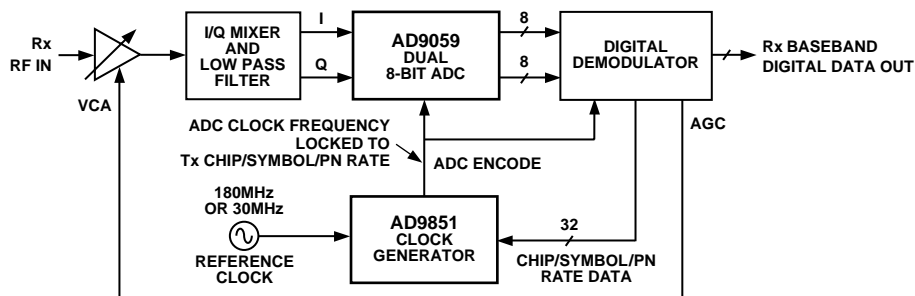 Rx
RF IN
VCA
I/Q MIXER
AND
LOW PASS
FILTER
I
Q
AD9059
DUAL
8-BIT ADC
8
8
DIGITAL
DEMODULATOR
Rx BASEBAND
DIGITAL DATA OUT
AGC
ADC CLOCK FREQUENCY
LOCKED TO
Tx CHIP/SYMBOL/PN RATE
ADC ENCODE
180MHz
OR 30MHz
REFERENCE
CLOCK
AD9851
CLOCK
GENERATOR
32
CHIP/SYMBOL/PN
RATE DATA